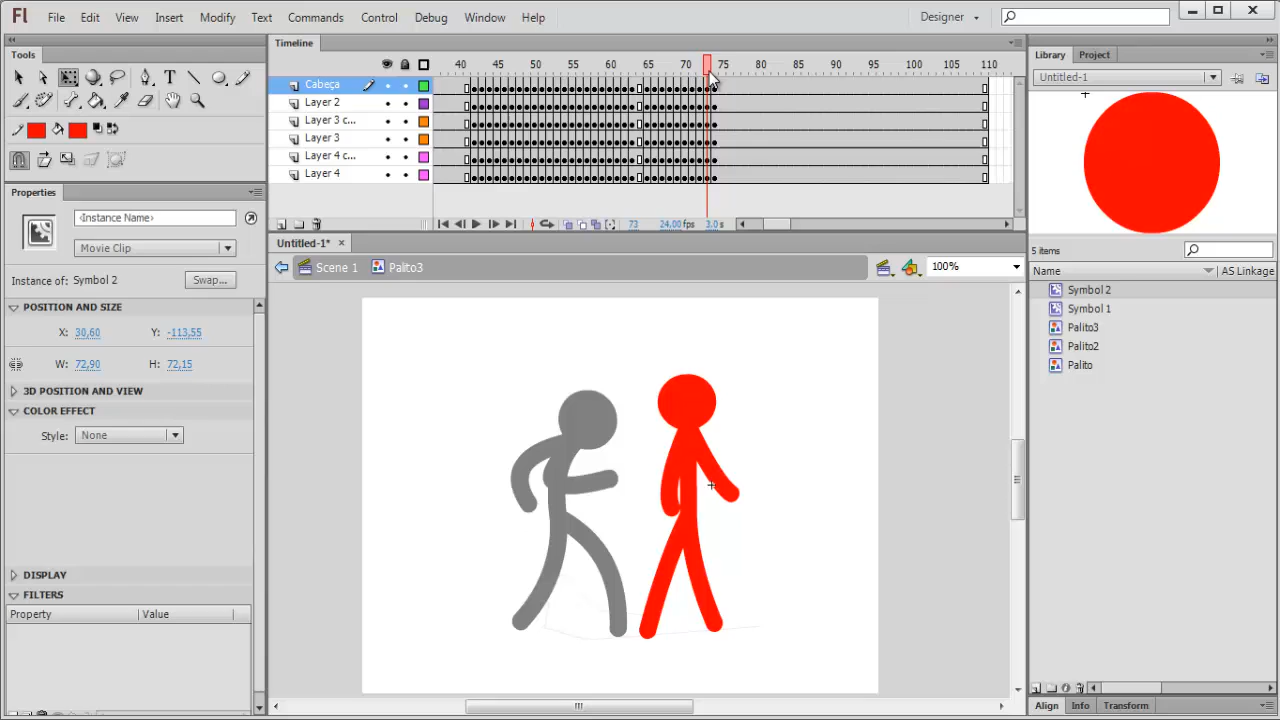 Fl File Edit View Insert Modify Text Commands Control Debug Window Help Designer
Tools
Timeline
Library Project
40 45 50 55 60 65 70 75 80 85 90 95 100 105 110
Untitled-1
Cabeça
Layer 2
Layer 3 c...
Layer 3
Layer 4 c...
Layer 4
73 24,00 fps 3,0 s
Properties
<Instance Name>
Movie Clip
Instance of: Symbol 2 Swap...
POSITION AND SIZE
X: 30,60 Y: -113,55
W: 72,90 H: 72,15
3D POSITION AND VIEW
COLOR EFFECT
Style: None
DISPLAY
FILTERS
Property Value
Untitled-1* ×
Scene 1 Palito3 100%
5 items
Name AS Linkage
Symbol 2
Symbol 1
Palito3
Palito2
Palito
Align Info Transform